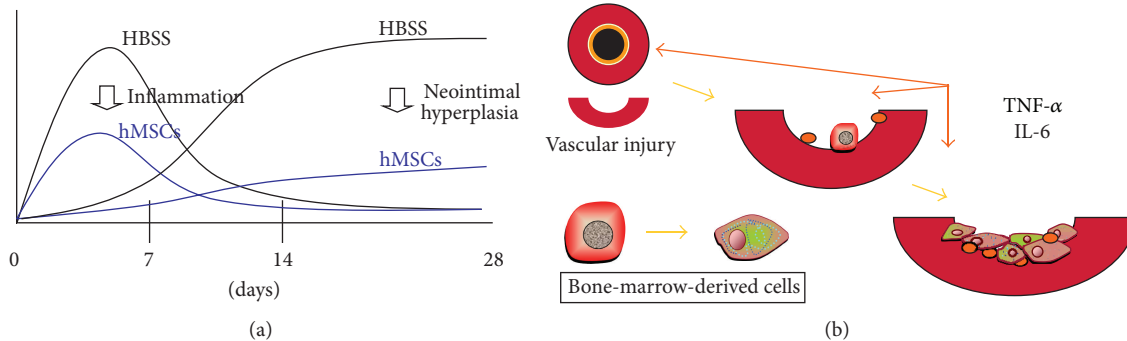 HBSS
Inflammation
hMSCs
HBSS
Neointimal
hyperplasia
hMSCs
0
7
14
28
(days)
(a)
Vascular injury
TNF-α
IL-6
Bone-marrow-derived cells
(b)